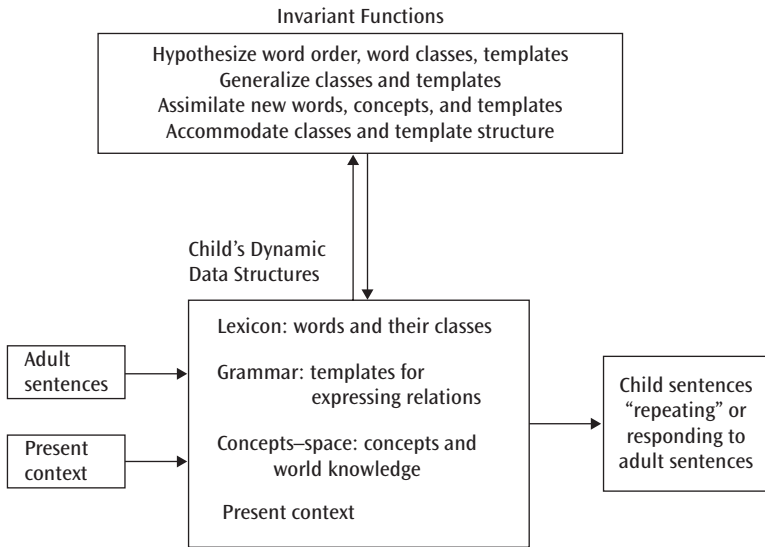 Invariant Functions
Hypothesize word order, word classes, templates
Generalize classes and templates
Assimilate new words, concepts, and templates
Accommodate classes and template structure
Child’s Dynamic
Data Structures
Adult
sentences
Present
context
Lexicon: words and their classes
Grammar: templates for
expressing relations
Concepts–space: concepts and
world knowledge
Present context
Child sentences
“repeating” or
responding to
adult sentences